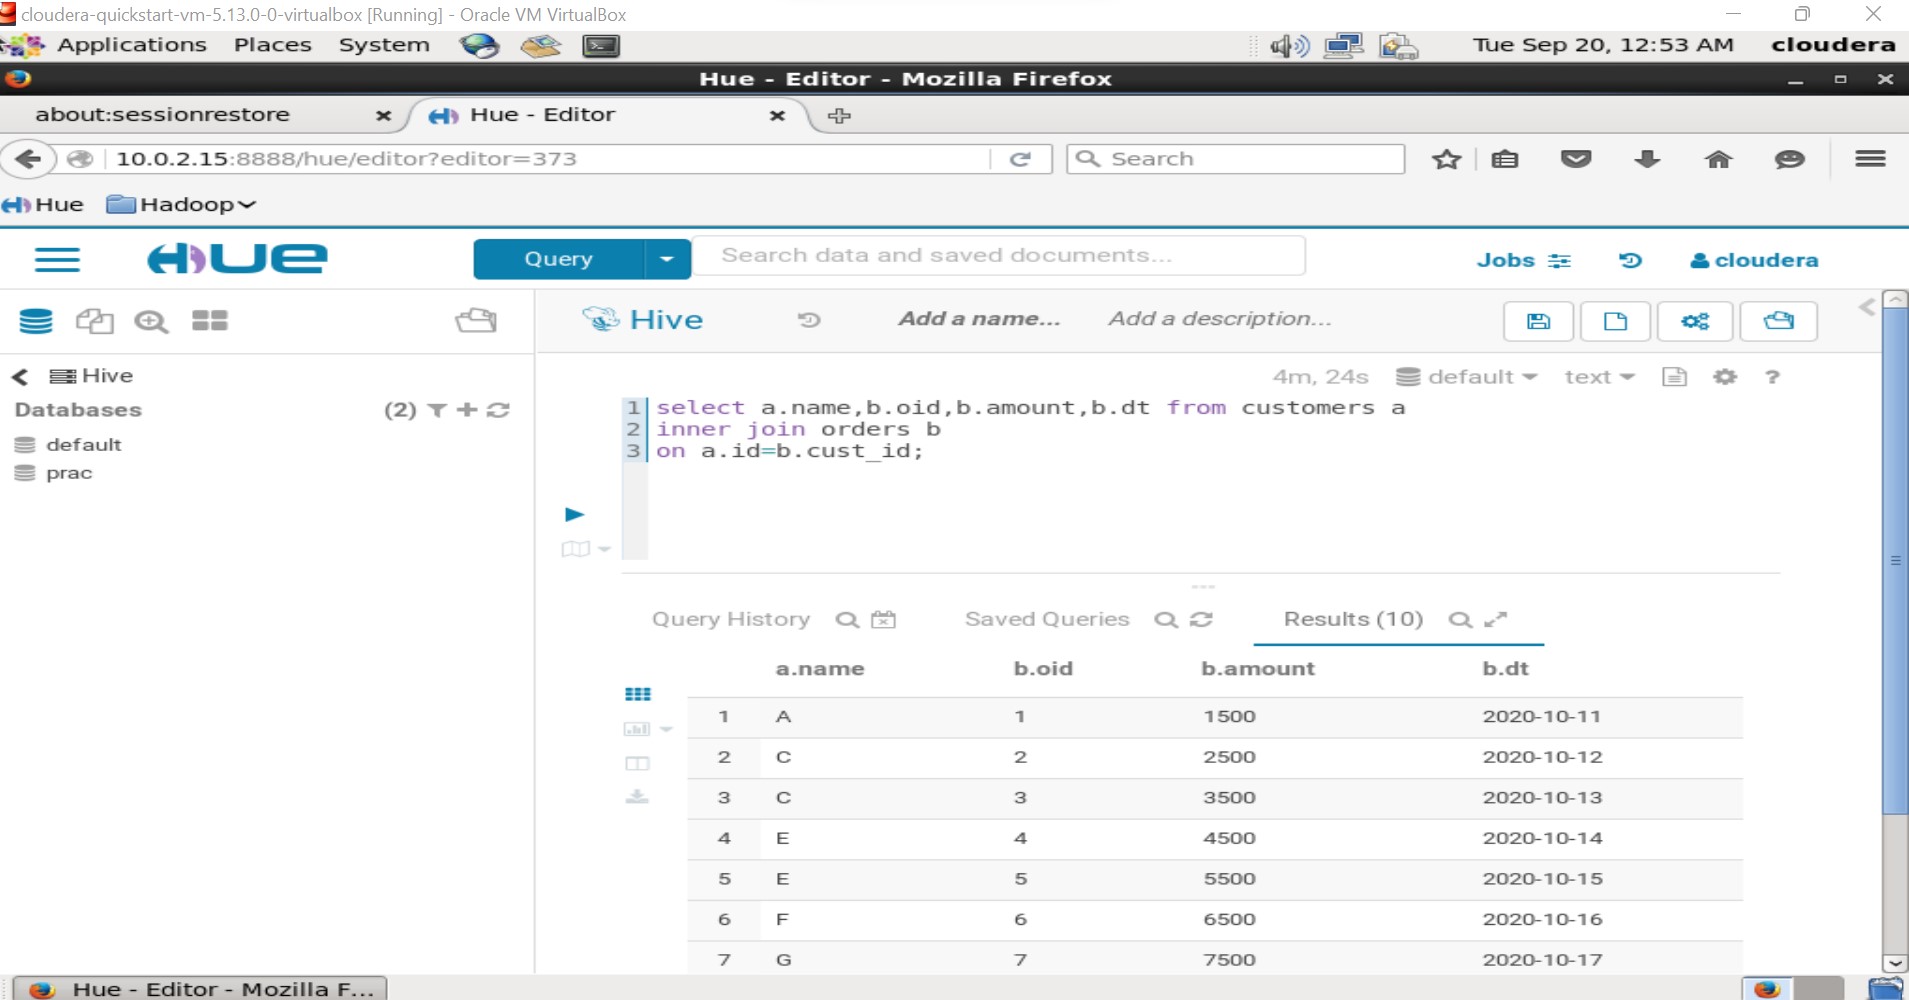 cloudera-quickstart-vm-5.13.0-0-virtualbox [Running] - Oracle VM VirtualBox
Applications Places System Tue Sep 20, 12:53 AM cloudera
Hue - Editor - Mozilla Firefox
about:sessionrestore Hue - Editor
10.0.2.15:8888/hue/editor?editor=373 Search
Hue Hadoop
HUE Query Search data and saved documents... Jobs cloudera
Hive Add a name... Add a description...
Hive
4m, 24s default text ?
Databases (2)
default
prac
1 select a.name,b.oid,b.amount,b.dt from customers a
2 inner join orders b
3 on a.id=b.cust_id;
Query History Saved Queries Results (10)
a.name b.oid b.amount b.dt
1 A 1 1500 2020-10-11
2 C 2 2500 2020-10-12
3 C 3 3500 2020-10-13
4 E 4 4500 2020-10-14
5 E 5 5500 2020-10-15
6 F 6 6500 2020-10-16
7 G 7 7500 2020-10-17
Hue - Editor - Mozilla F...